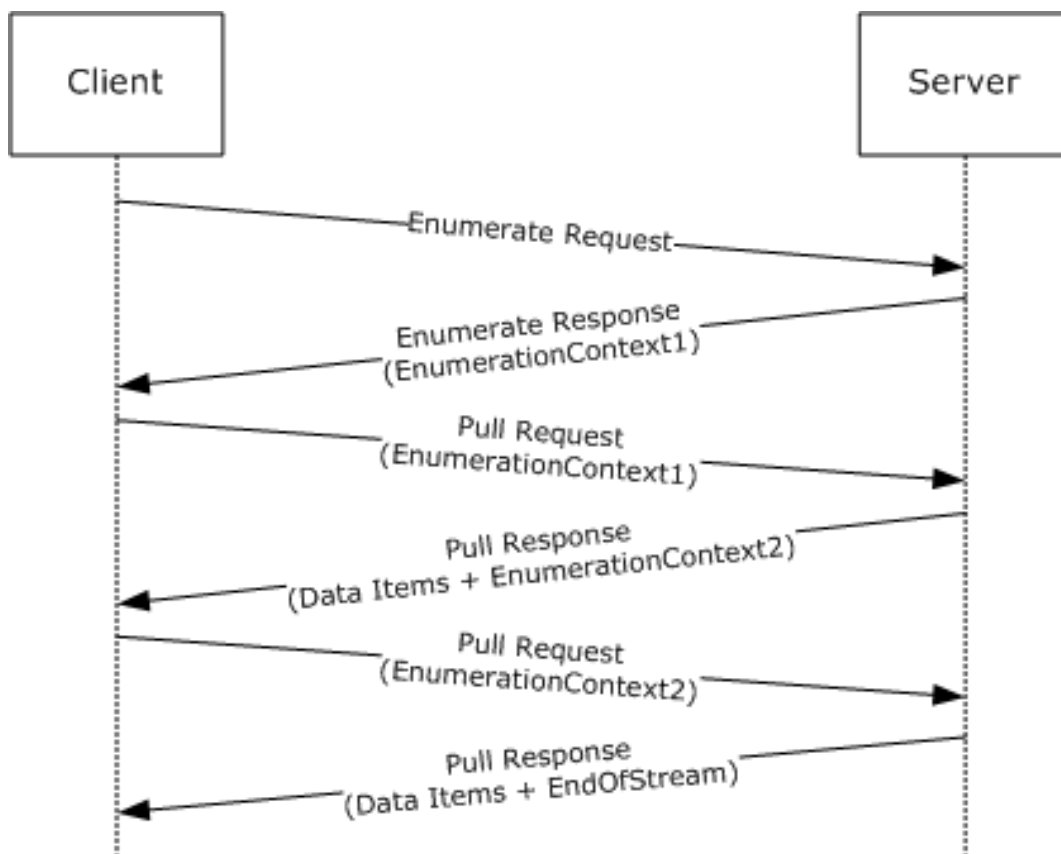 Client
Server
Enumerate Request
Enumerate Response
(EnumerationContext1)
Pull Request
(EnumerationContext1)
Pull Response
(Data Items + EnumerationContext2)
Pull Request
(EnumerationContext2)
Pull Response
(Data Items + EndOfStream)